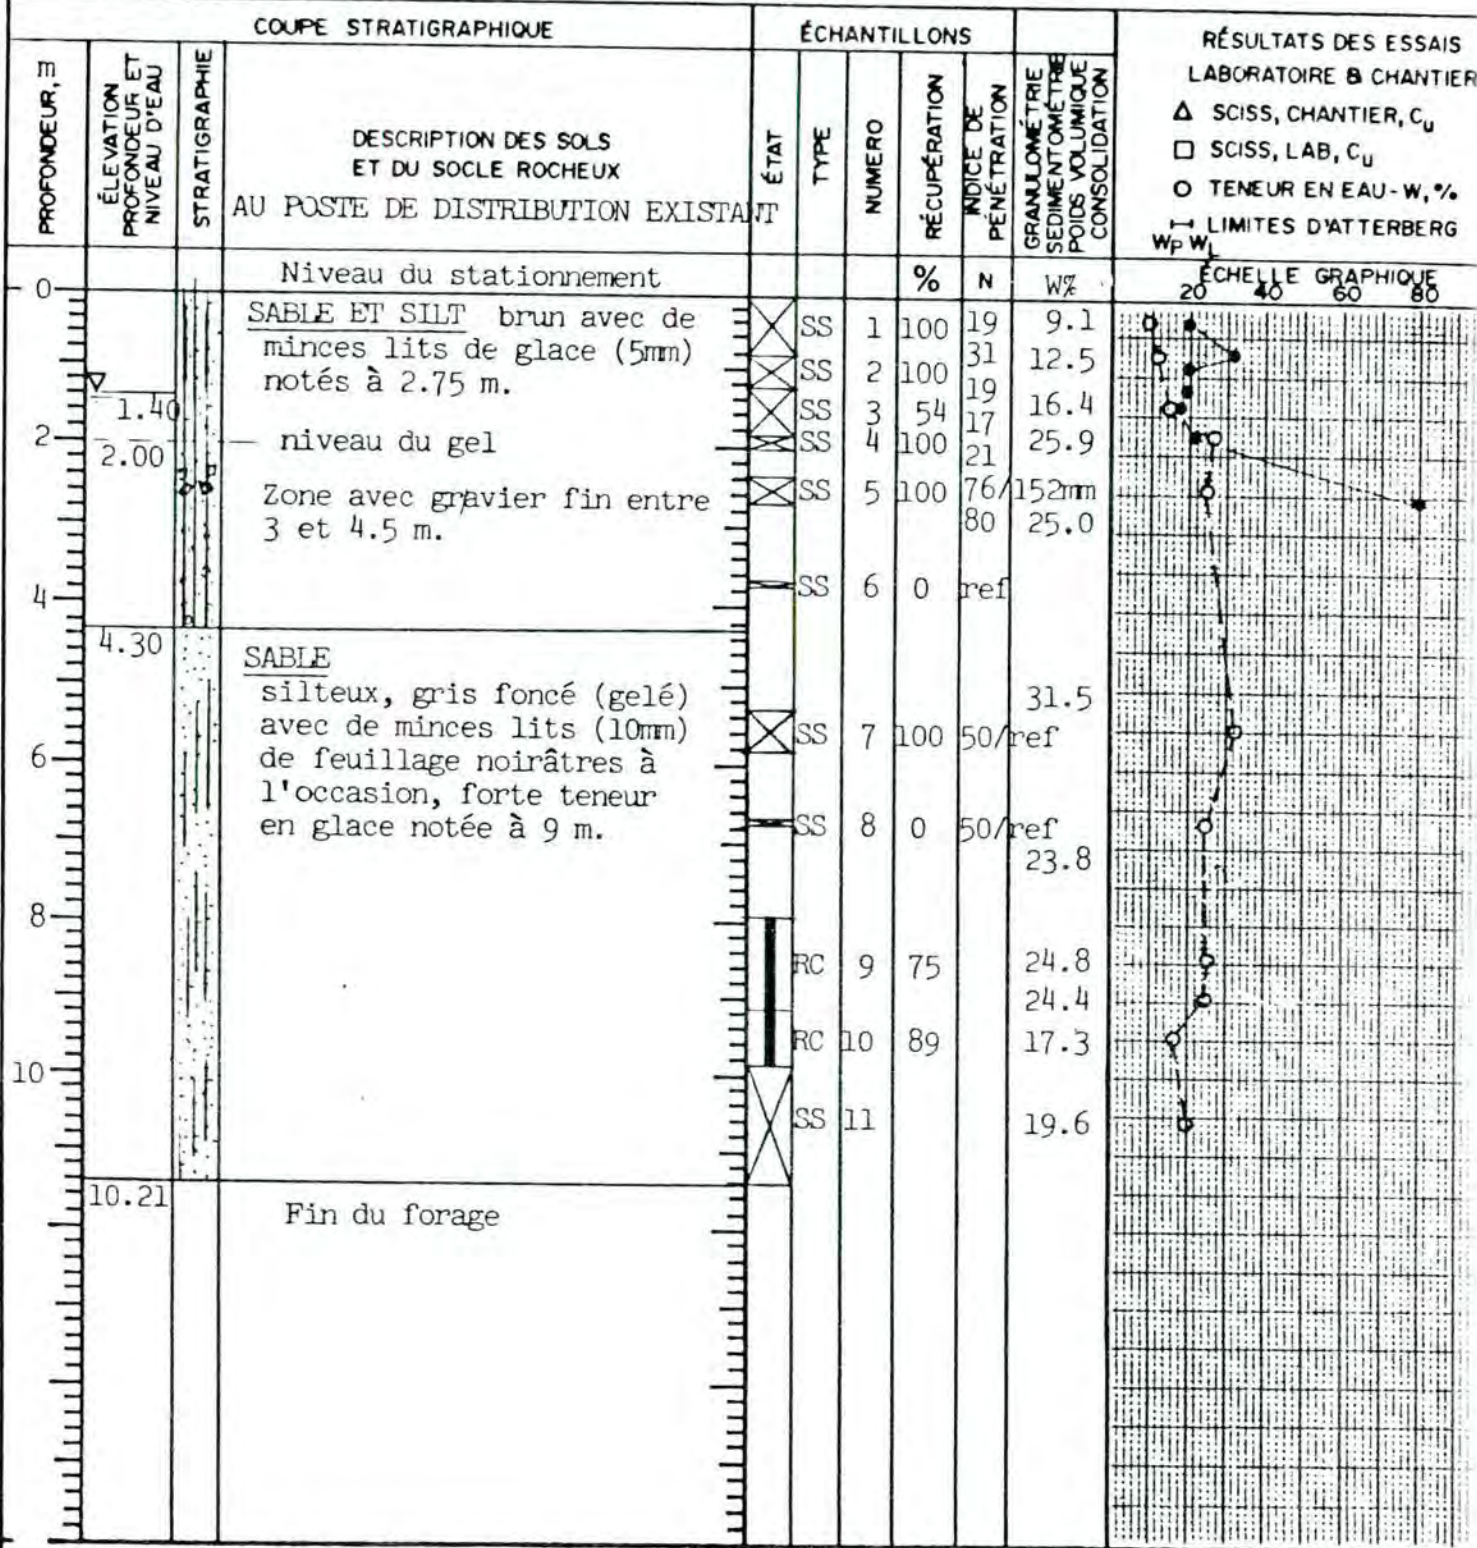 COUPE STRATIGRAPHIQUE
ÉCHANTILLONS
RÉSULTATS DES ESSAIS
LABORATOIRE & CHANTIER
△ SCISS, CHANTIER, Cu
□ SCISS, LAB, Cu
○ TENEUR EN EAU - W, %
LIMITES D'ATTERBERG
WP WL
PROFONDEUR, m
ÉLEVATION
PROFONDEUR ET
NIVEAU D'EAU
STRATIGRAPHIE
DESCRIPTION DES SOLS
ET DU SOCLE ROCHEUX
AU POSTE DE DISTRIBUTION EXISTANT
ÉTAT
TYPE
NUMERO
RÉCUPÉRATION
INDICE DE
PÉNÉTRATION
GRANULOMÉTRIE
SEDIMENTOMÉTRIE
POIDS VOLUMIQUE
CONSOLIDATION
Niveau du stationnement
% N W%
ÉCHELLE GRAPHIQUE
20 40 60 80
0
SABLE ET SILT brun avec de
minces lits de glace (5mm)
notés à 2.75 m.
SS 1 100 19 9.1
31
SS 2 100 12.5
19
1.40
SS 3 54 16.4
17
2
niveau du gel
SS 4 100 25.9
2.00
21
Zone avec gravier fin entre
3 et 4.5 m.
SS 5 100 76/152mm
80 25.0
4
SS 6 0 ref
4.30
SABLE
silteux, gris foncé (gelé)
avec de minces lits (10mm)
de feuillage noirâtres à
l'occasion, forte teneur
en glace notée à 9 m.
31.5
SS 7 100 50/ref
6
SS 8 0 50/ref
23.8
8
RC 9 75 24.8
24.4
RC 10 89 17.3
10
SS 11 19.6
10.21
Fin du forage